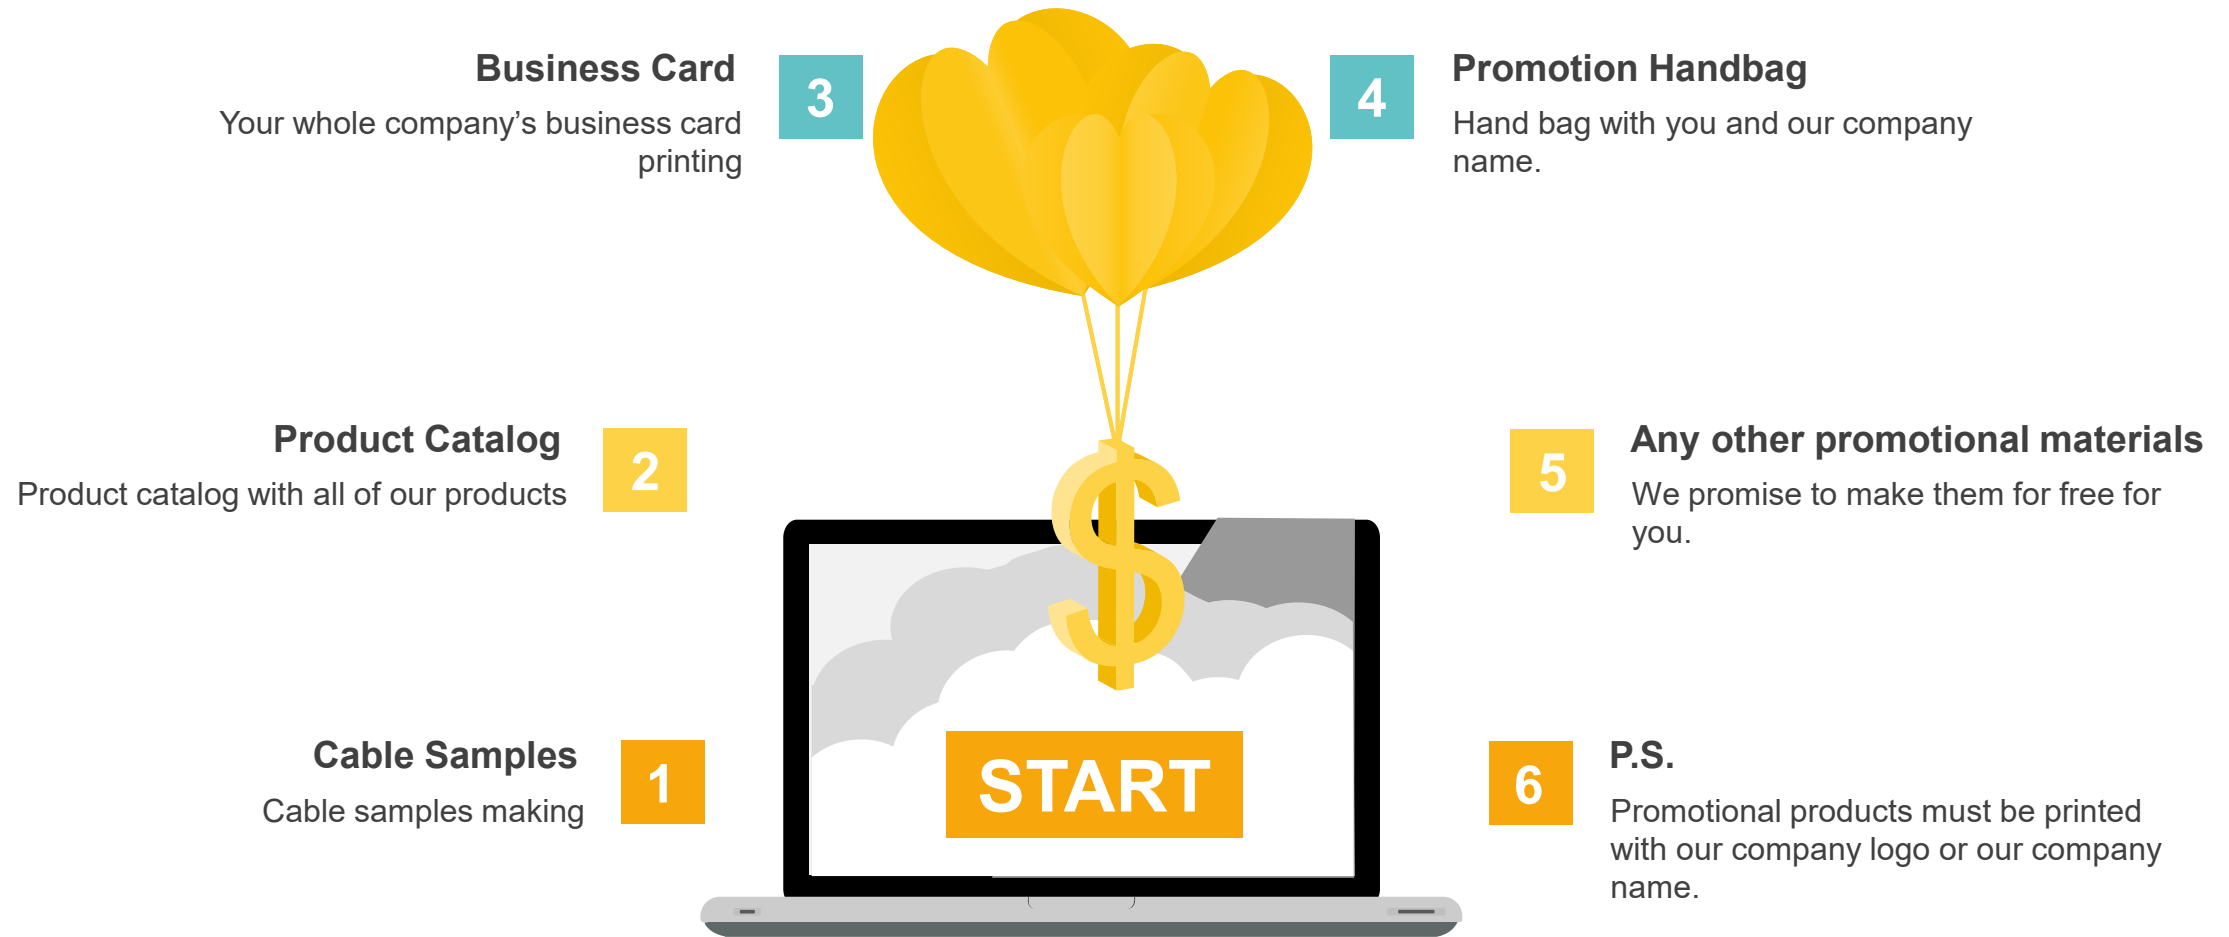 Business Card
Your whole company’s business card
printing
3
4
Promotion Handbag
Hand bag with you and our company
name.
Product Catalog
Product catalog with all of our products
2
5
Any other promotional materials
We promise to make them for free for
you.
Cable Samples
Cable samples making
1
START
6
P.S.
Promotional products must be printed
with our company logo or our company
name.